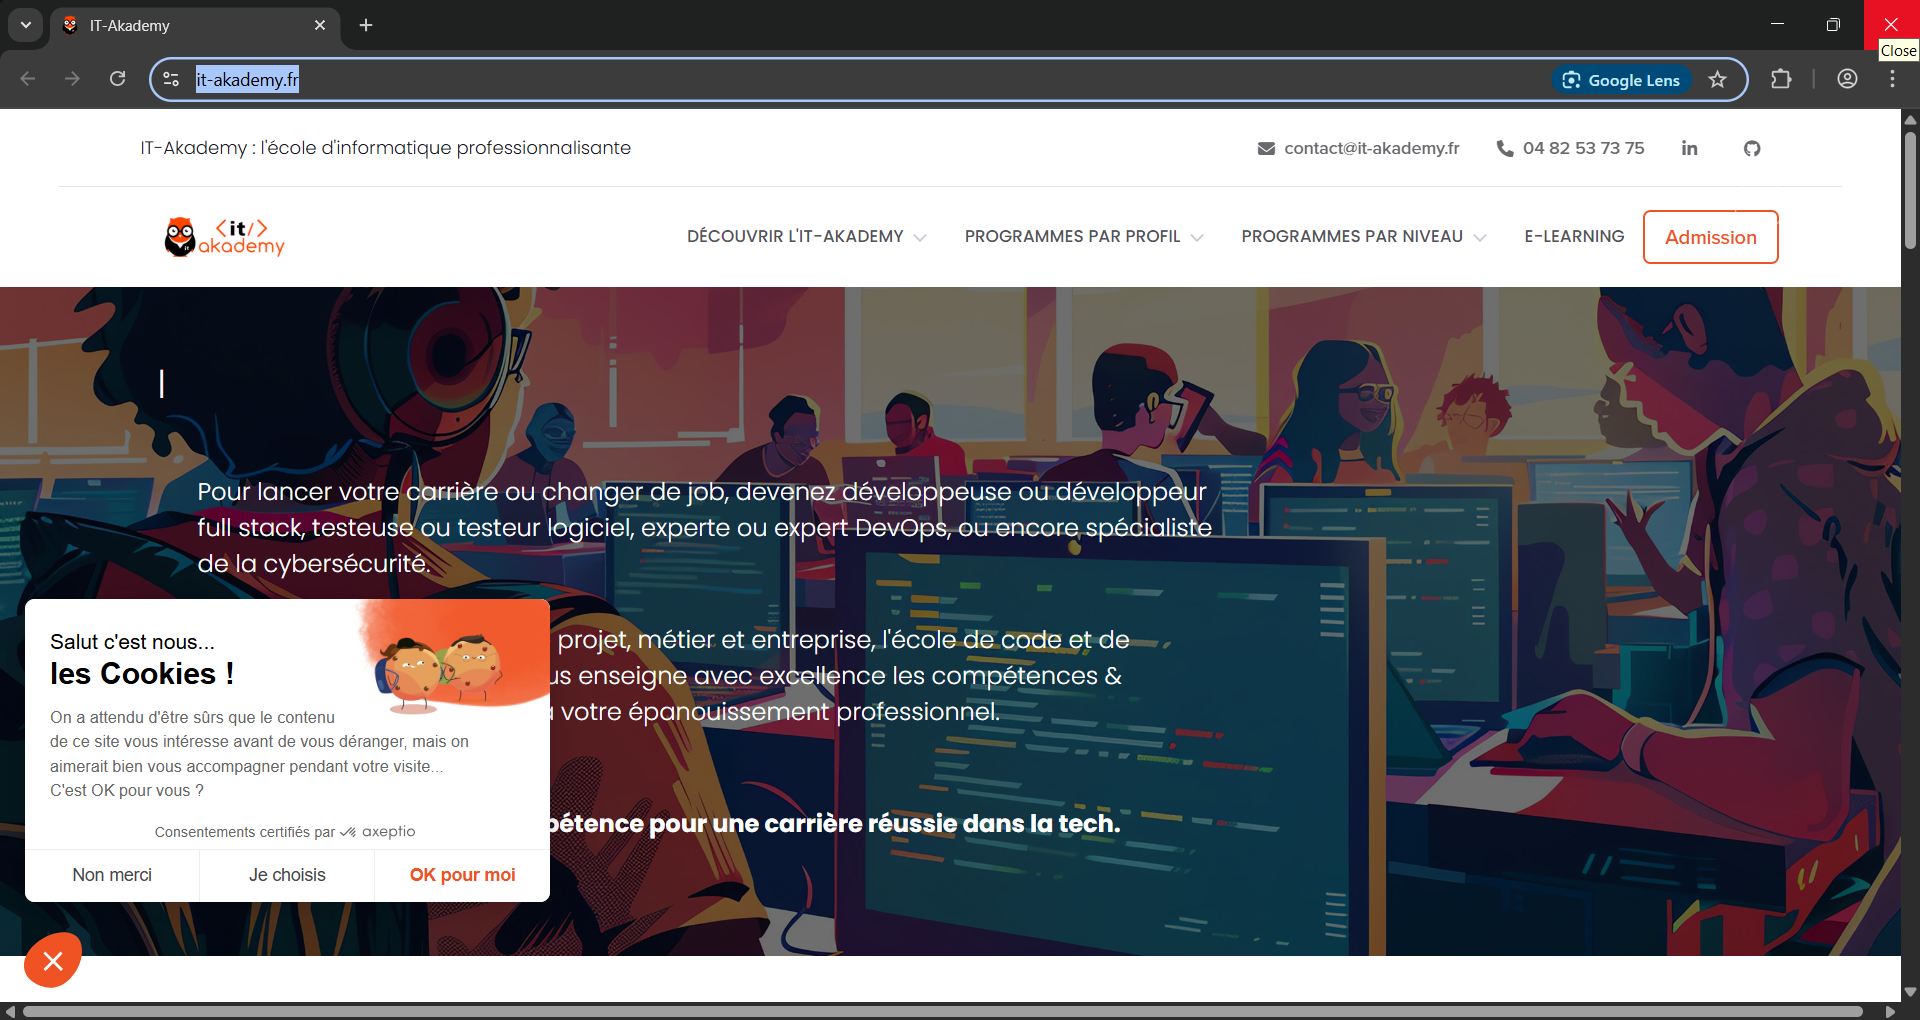 IT-Akademy
Close
it-akademy.fr
Google Lens
IT-Akademy : l'école d'informatique professionnalisante
contact@it-akademy.fr
04 82 53 73 75
<it/>
akademy
DÉCOUVRIR L'IT-AKADEMY
PROGRAMMES PAR PROFIL
PROGRAMMES PAR NIVEAU
E-LEARNING
Admission
Pour lancer votre carrière ou changer de job, devenez développeuse ou développeur
full stack, testeuse ou testeur logiciel, experte ou expert DevOps, ou encore spécialiste
de la cybersécurité.
projet, métier et entreprise, l'école de code et de
us enseigne avec excellence les compétences &
votre épanouissement professionnel.
pétence pour une carrière réussie dans la tech.
Salut c'est nous...
les Cookies !
On a attendu d'être sûrs que le contenu
de ce site vous intéresse avant de vous déranger, mais on
aimerait bien vous accompagner pendant votre visite...
C'est OK pour vous ?
Consentements certifiés par axeptio
Non merci
Je choisis
OK pour moi